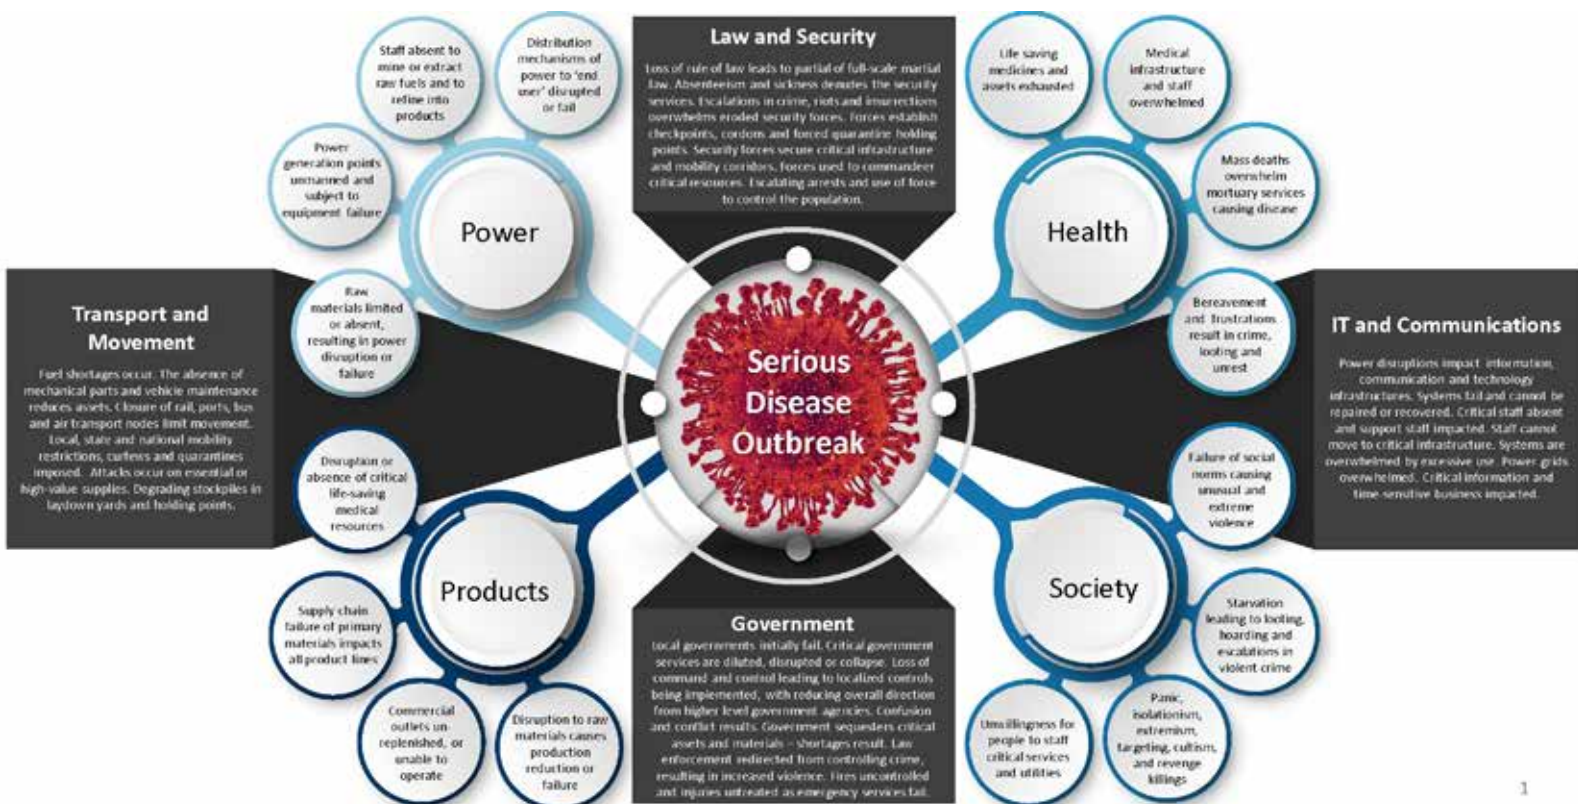 Staff absent to
mine or extract
raw fuels and to
refine into
products
Distribution
mechanisms of
power to 'end
user' disrupted
or fail
Power
generation points
unmanned and
subject to
equipment failure
Raw
materials limited
or absent,
resulting in power
disruption or
failure
Power
Law and Security
Loss of rule of law leads to partial of full-scale martial
law. Absenteeism and sickness denudes the security
services. Escalations in crime, riots and insurrections
overwhelms eroded security forces. Forces establish
checkpoints, cordons and forced quarantine holding
points. Security forces secure critical infrastructure
and mobility corridors. Forces used to commandeer
critical resources. Escalating arrests and use of force
to control the population.
Life saving
medicines and
assets exhausted
Medical
infrastructure
and staff
overwhelmed
Mass deaths
overwhelm
mortuary services
causing disease
Bereavement
and frustrations
result in crime,
looting and
unrest
Health
Transport and
Movement
Fuel shortages occur. The absence of
mechanical parts and vehicle maintenance
reduces assets. Closure of rail, ports, bus
and air transport nodes limit movement.
Local, state and national mobility
restrictions, curfews and quarantines
imposed. Attacks occur on essential or
high-value supplies. Degrading stockpiles in
laydown yards and holding points.
Serious
Disease
Outbreak
IT and Communications
Power disruptions impact information,
communication and technology
infrastructures. Systems fail and cannot be
repaired or recovered. Critical staff absent
and support staff impacted. Staff cannot
move to critical infrastructure. Systems are
overwhelmed by excessive use. Power grids
overwhelmed. Critical information and
time-sensitive business impacted.
Disruption or
absence of critical
life-saving
medical
resources
Supply chain
failure of primary
materials impacts
all product lines
Commercial
outlets un-
replenished, or
unable to
operate
Disruption to raw
materials causes
production
reduction or
failure
Products
Government
Local governments initially fail. Critical government
services are diluted, disrupted or collapse. Loss of
command and control leading to localized controls
being implemented, with reducing overall direction
from higher level government agencies. Confusion
and conflict results. Government sequesters critical
assets and materials – shortages result. Law
enforcement redirected from controlling crime,
resulting in increased violence. Fires uncontrolled
and injuries untreated as emergency services fail.
Failure of social
norms causing
unusual and
extreme
violence
Starvation
leading to looting,
hoarding and
escalations in
violent crime
Panic,
isolationism,
extremism,
targeting, cultism,
and revenge
killings
Unwillingness for
people to staff
critical services
and utilities
Society
1